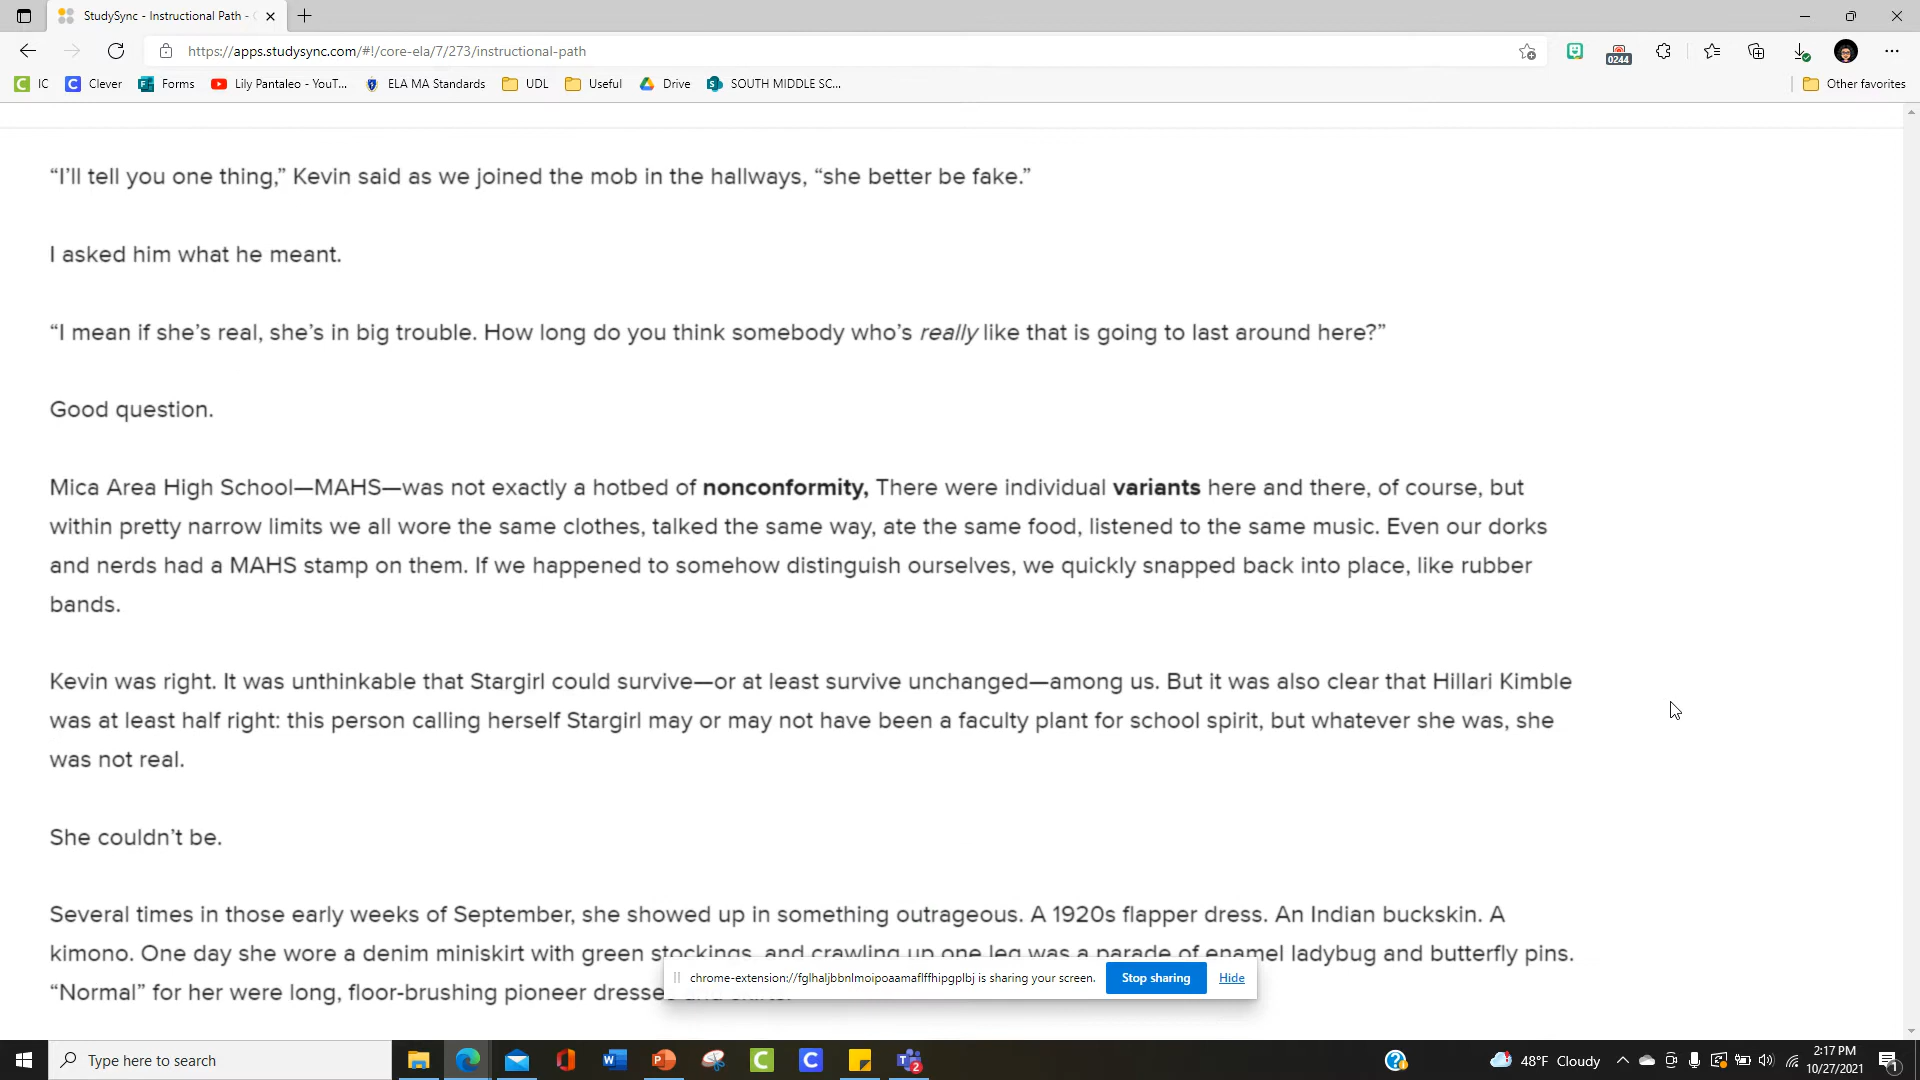 StudySync - Instructional Path -
https://apps.studysync.com/#!/core-ela/7/273/instructional-path
0244
IC Clever Forms Lily Pantaleo - YouT... ELA MA Standards UDL Useful Drive SOUTH MIDDLE SC... Other favorites
“I’ll tell you one thing,” Kevin said as we joined the mob in the hallways, “she better be fake.”
I asked him what he meant.
“I mean if she’s real, she’s in big trouble. How long do you think somebody who’s really like that is going to last around here?”
Good question.
Mica Area High School—MAHS—was not exactly a hotbed of nonconformity, There were individual variants here and there, of course, but
within pretty narrow limits we all wore the same clothes, talked the same way, ate the same food, listened to the same music. Even our dorks
and nerds had a MAHS stamp on them. If we happened to somehow distinguish ourselves, we quickly snapped back into place, like rubber
bands.
Kevin was right. It was unthinkable that Stargirl could survive—or at least survive unchanged—among us. But it was also clear that Hillari Kimble
was at least half right: this person calling herself Stargirl may or may not have been a faculty plant for school spirit, but whatever she was, she
was not real.
She couldn’t be.
Several times in those early weeks of September, she showed up in something outrageous. A 1920s flapper dress. An Indian buckskin. A
kimono. One day she wore a denim miniskirt with green stockings, and crawling up one leg was a parade of enamel ladybug and butterfly pins.
“Normal” for her were long, floor-brushing pioneer dresses
chrome-extension://fglhaljbbnlmoipoaamaflffhipgplbj is sharing your screen. Stop sharing Hide
Type here to search
2
48°F Cloudy
2:17 PM
10/27/2021
1